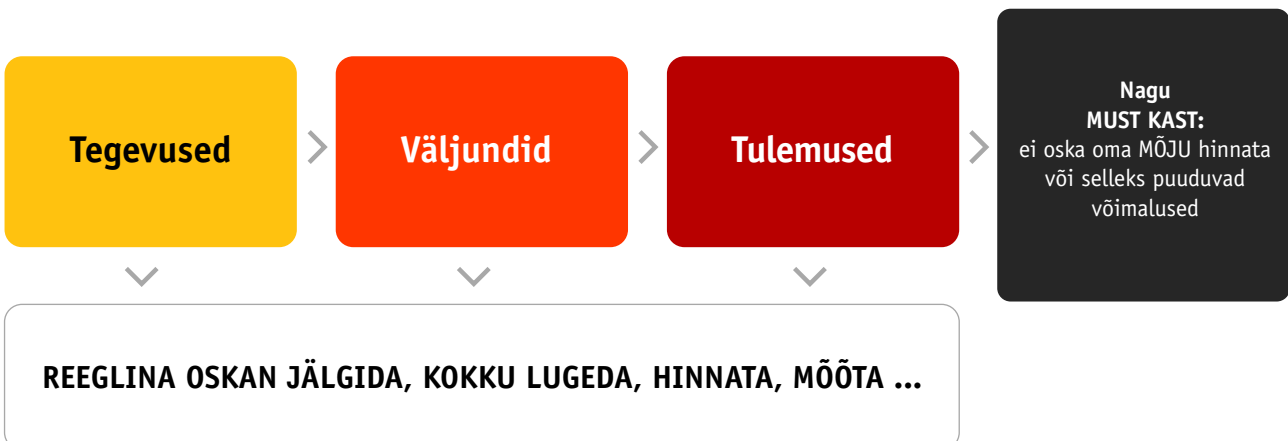 Tegevused
Väljundid
Tulemused
Nagu
MUST KAST:
ei oska oma MÕJU hinnata
või selleks puuduvad
võimalused
REEGLINA OSKAN JÄLGIDA, KOKKU LUGEDA, HINNATA, MÕÕTA ...